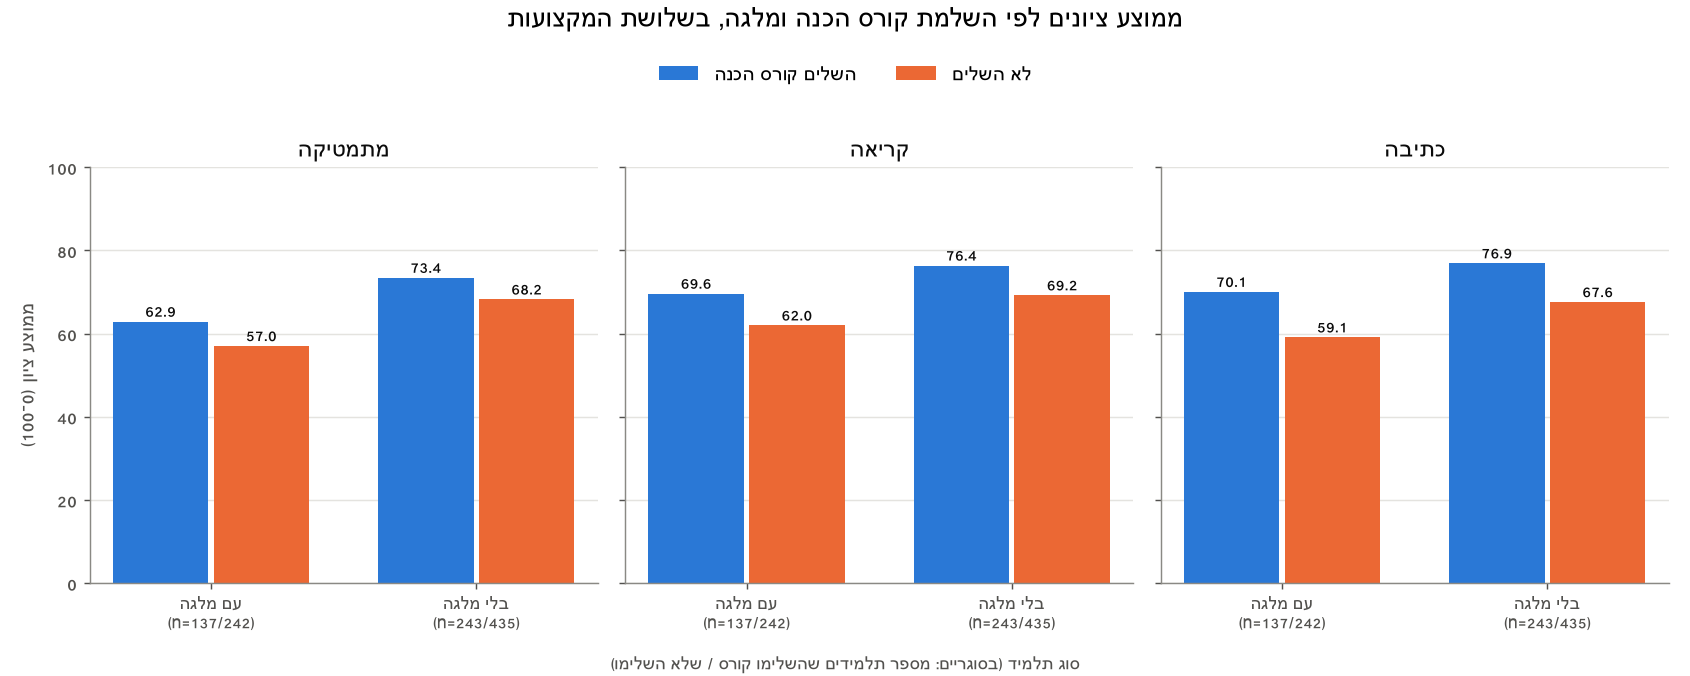 ממוצע ציונים לפי השלמת קורס הכנה ומלגה, בשלושת המקצועות
השלים קורס הכנה
לא השלים
מתמטיקה
קריאה
כתיבה
ממוצע ציון (0־100)
100
80
60
40
20
0
62.9
57.0
73.4
68.2
69.6
62.0
76.4
69.2
70.1
59.1
76.9
67.6
עם מלגה
(n=137/242)
בלי מלגה
(n=243/435)
עם מלגה
(n=137/242)
בלי מלגה
(n=243/435)
עם מלגה
(n=137/242)
בלי מלגה
(n=243/435)
סוג תלמיד (בסוגריים: מספר תלמידים שהשלימו קורס / שלא השלימו)